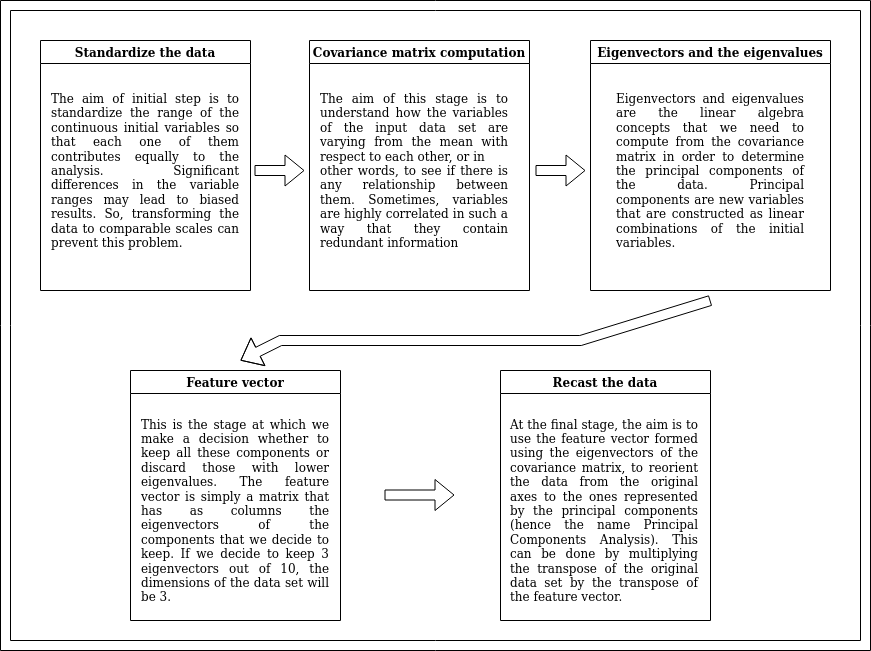 Standardize the data
The aim of initial step is to
standardize the range of the
continuous initial variables so
that each one of them
contributes equally to the
analysis. Significant
differences in the variable
ranges may lead to biased
results. So, transforming the
data to comparable scales can
prevent this problem.
Covariance matrix computation
The aim of this stage is to
understand how the variables
of the input data set are
varying from the mean with
respect to each other, or in
other words, to see if there is
any relationship between
them. Sometimes, variables
are highly correlated in such a
way that they contain
redundant information
Eigenvectors and the eigenvalues
Eigenvectors and eigenvalues
are the linear algebra
concepts that we need to
compute from the covariance
matrix in order to determine
the principal components of
the data. Principal
components are new variables
that are constructed as linear
combinations of the initial
variables.
Feature vector
This is the stage at which we
make a decision whether to
keep all these components or
discard those with lower
eigenvalues. The feature
vector is simply a matrix that
has as columns the
eigenvectors of the
components that we decide to
keep. If we decide to keep 3
eigenvectors out of 10, the
dimensions of the data set will
be 3.
Recast the data
At the final stage, the aim is to
use the feature vector formed
using the eigenvectors of the
covariance matrix, to reorient
the data from the original
axes to the ones represented
by the principal components
(hence the name Principal
Components Analysis). This
can be done by multiplying
the transpose of the original
data set by the transpose of
the feature vector.